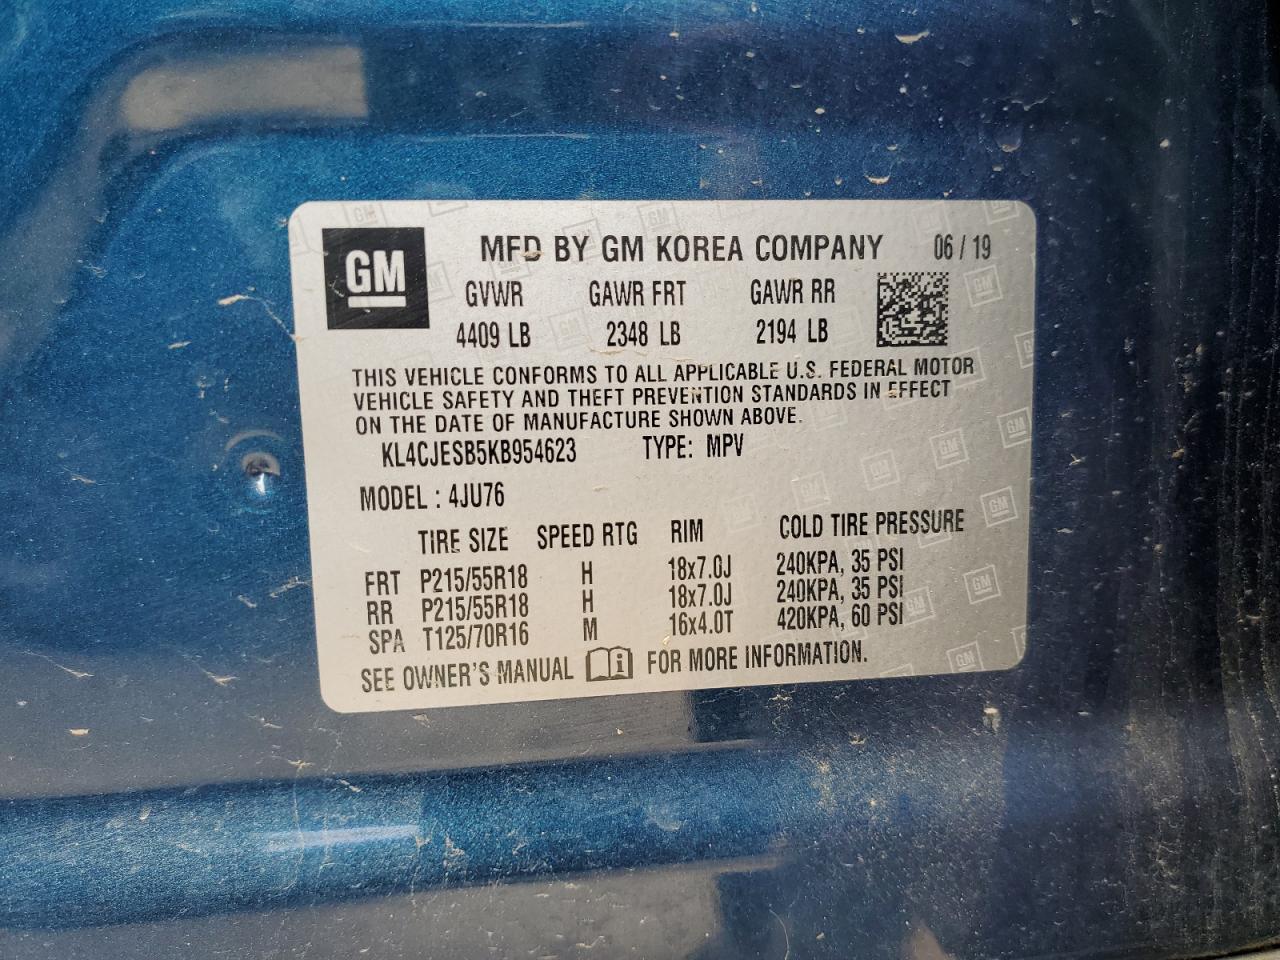 GM
MFD BY GM KOREA COMPANY 06 / 19
GVWR GAWR FRT GAWR RR
4409 LB 2348 LB 2194 LB
THIS VEHICLE CONFORMS TO ALL APPLICABLE U.S. FEDERAL MOTOR
VEHICLE SAFETY AND THEFT PREVENTION STANDARDS IN EFFECT
ON THE DATE OF MANUFACTURE SHOWN ABOVE.
KL4CJESB5KB954623 TYPE: MPV
MODEL : 4JU76
TIRE SIZE SPEED RTG RIM COLD TIRE PRESSURE
FRT P215/55R18 H 18x7.0J 240KPA, 35 PSI
RR P215/55R18 H 18x7.0J 240KPA, 35 PSI
SPA T125/70R16 M 16x4.0T 420KPA, 60 PSI
SEE OWNER'S MANUAL i FOR MORE INFORMATION.